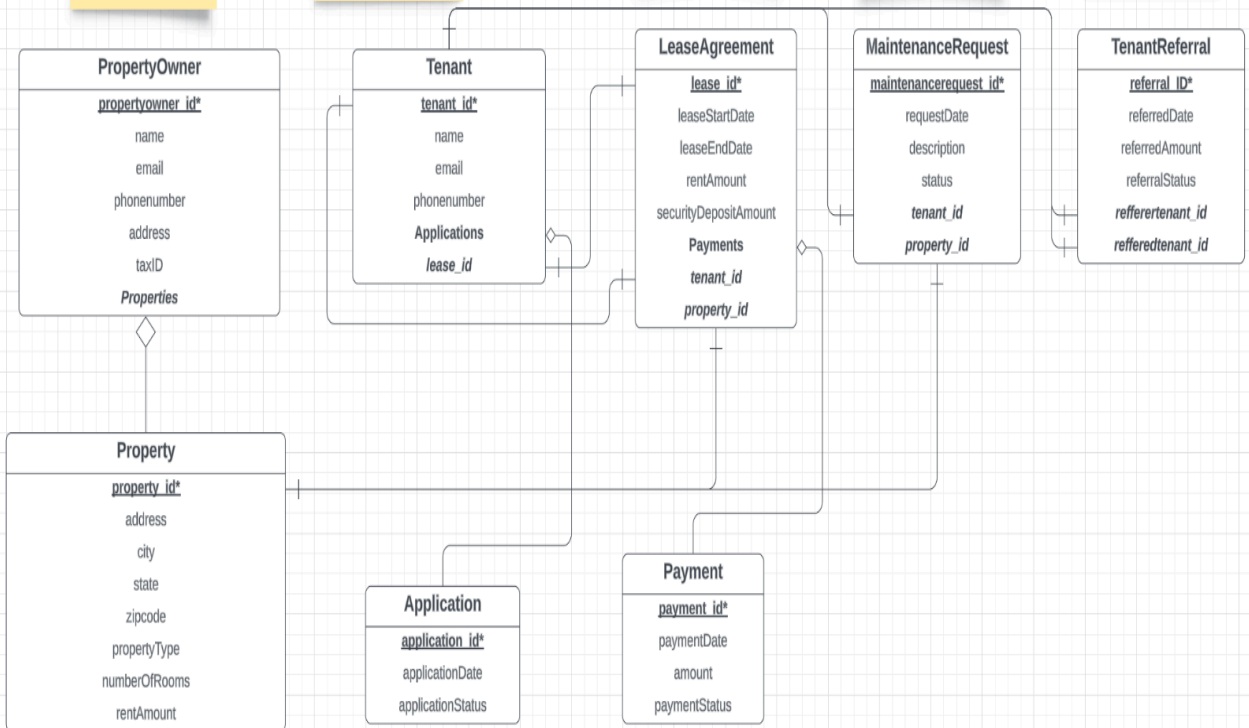 PropertyOwner
propertyowner_id*
name
email
phonenumber
address
taxID
Properties
Tenant
tenant_id*
name
email
phonenumber
Applications
lease_id
LeaseAgreement
lease_id*
leaseStartDate
leaseEndDate
rentAmount
securityDepositAmount
Payments
tenant_id
property_id
MaintenanceRequest
maintenancerequest_id*
requestDate
description
status
tenant_id
property_id
TenantReferral
referral_ID*
referredDate
referredAmount
referralStatus
refferertenant_id
refferedtenant_id
Property
property_id*
address
city
state
zipcode
propertyType
numberOfRooms
rentAmount
Application
application_id*
applicationDate
applicationStatus
Payment
payment_id*
paymentDate
amount
paymentStatus